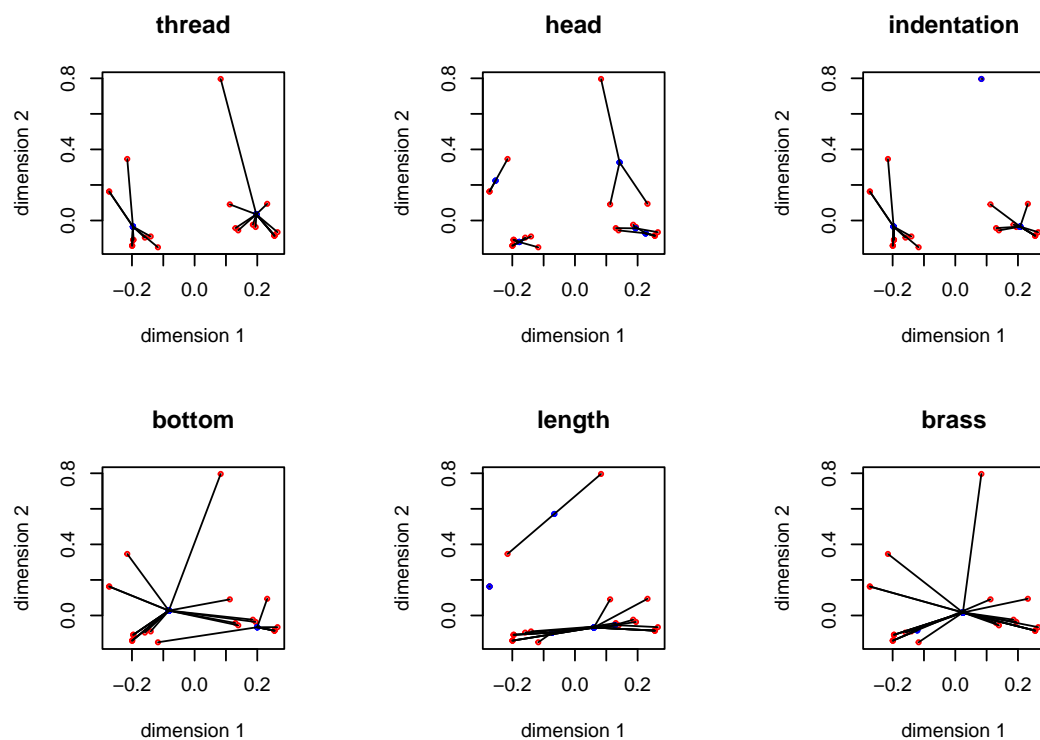 thread
dimension 2
0.0 0.4 0.8
−0.2 0.0 0.2
dimension 1
head
dimension 2
0.0 0.4 0.8
−0.2 0.0 0.2
dimension 1
indentation
dimension 2
0.0 0.4 0.8
−0.2 0.0 0.2
dimension 1
bottom
dimension 2
0.0 0.4 0.8
−0.2 0.0 0.2
dimension 1
length
dimension 2
0.0 0.4 0.8
−0.2 0.0 0.2
dimension 1
brass
dimension 2
0.0 0.4 0.8
−0.2 0.0 0.2
dimension 1